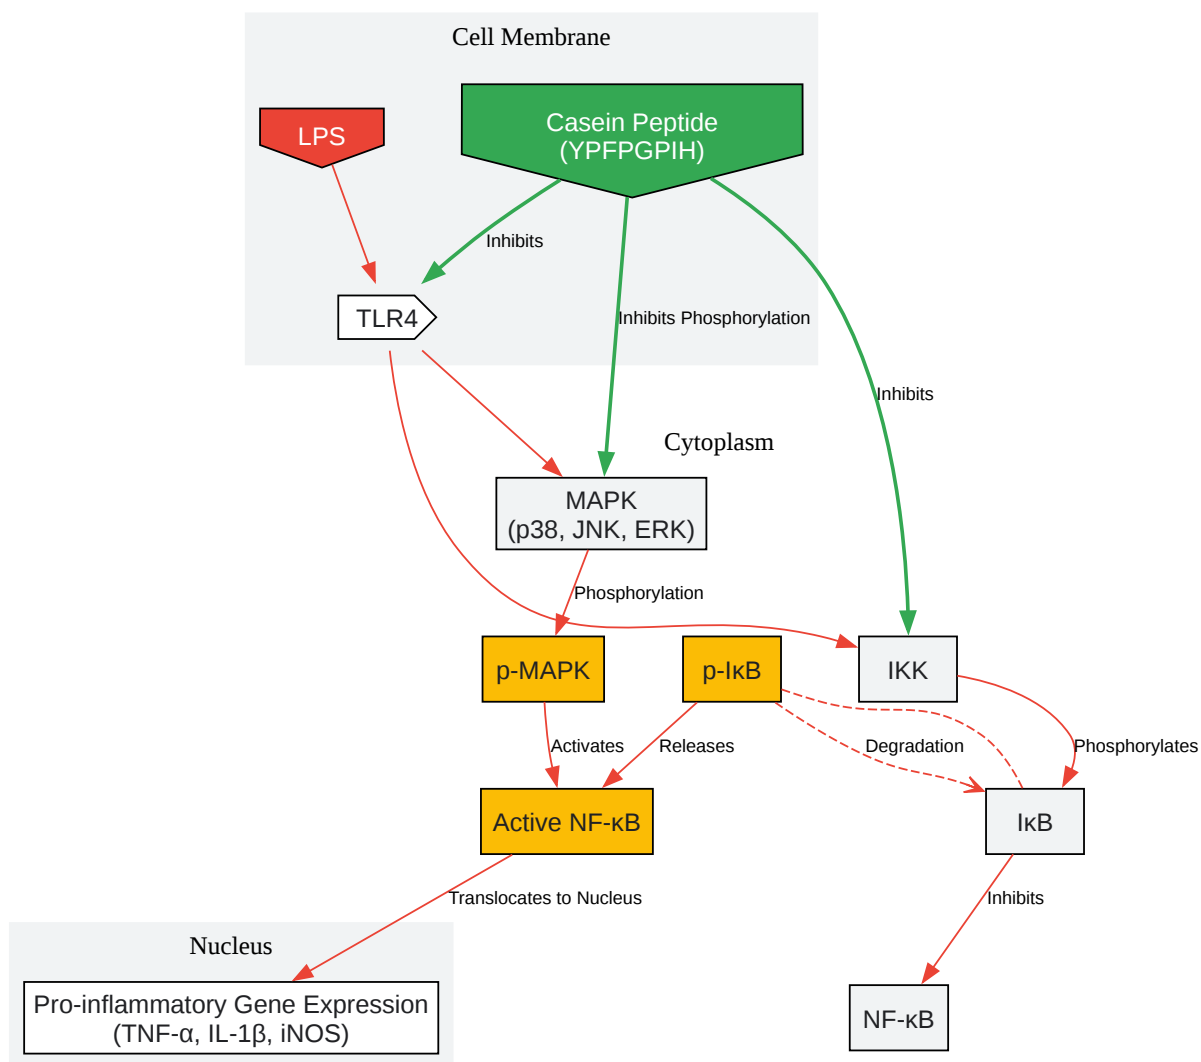 Cell Membrane
LPS
Casein Peptide
(YPFPGPIH)
Inhibits
TLR4
Inhibits Phosphorylation
Inhibits
Cytoplasm
MAPK
(p38, JNK, ERK)
Phosphorylation
p-MAPK
p-IκB
IKK
Activates
Releases
Degradation
Phosphorylates
Active NF-κB
IκB
Translocates to Nucleus
Inhibits
Nucleus
Pro-inflammatory Gene Expression
(TNF-α, IL-1β, iNOS)
NF-κB